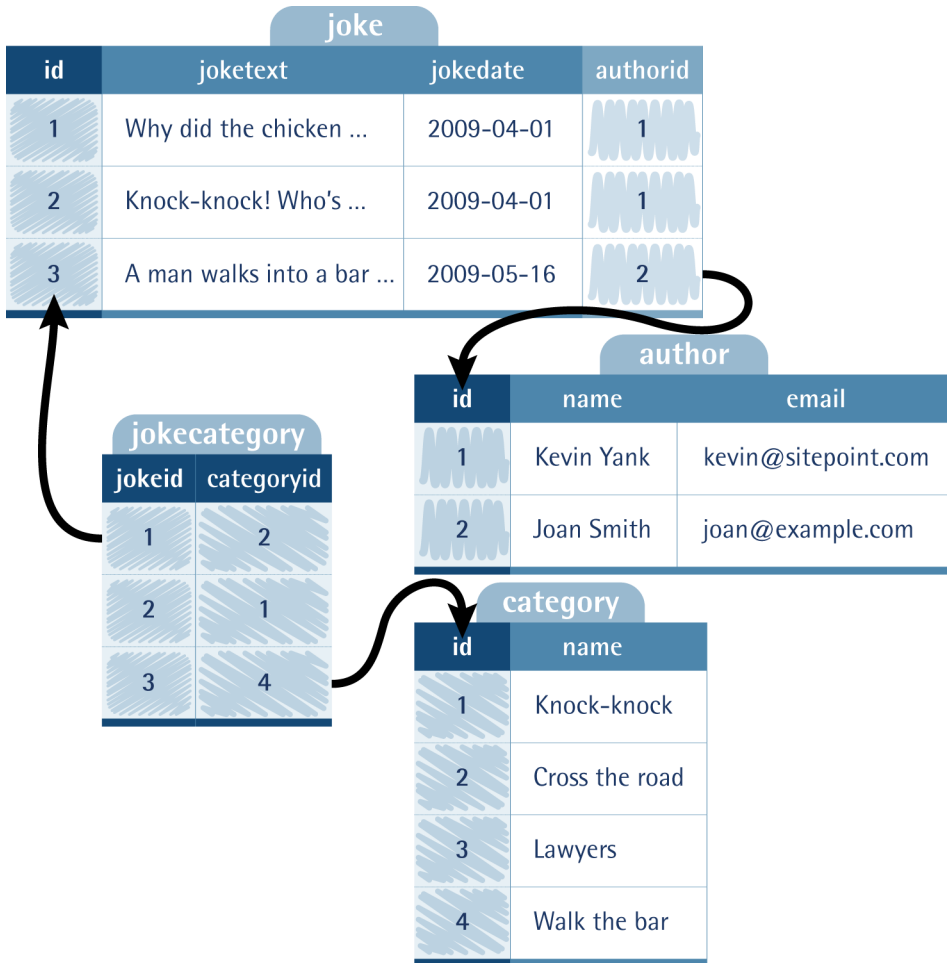 joke
id joketext jokedate authorid
1 Why did the chicken ... 2009-04-01 1
2 Knock-knock! Who's ... 2009-04-01 1
3 A man walks into a bar ... 2009-05-16 2
author
id name email
1 Kevin Yank kevin@sitepoint.com
2 Joan Smith joan@example.com
jokecategory
jokeid categoryid
1 2
2 1
3 4
category
id name
1 Knock-knock
2 Cross the road
3 Lawyers
4 Walk the bar